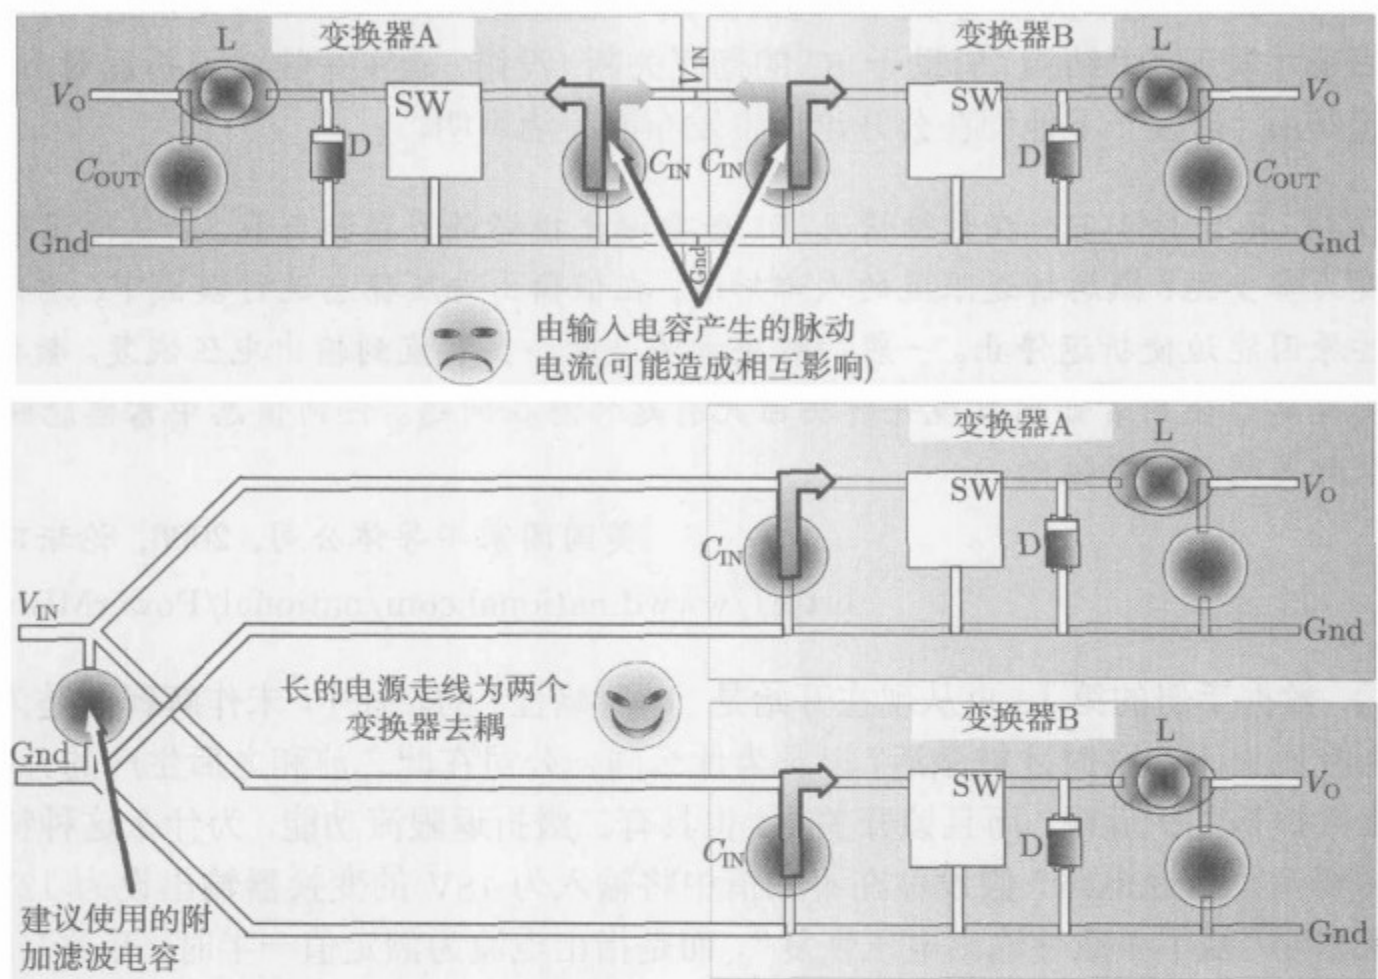 变换器A
变换器B
L
L
V_IN
V_O
SW
SW
V_O
D
D
C_OUT
C_IN
C_IN
C_OUT
Gnd
Gnd
Gnd
由输入电容产生的脉动
电流(可能造成相互影响)
变换器A
L
SW
V_O
C_IN
D
V_IN
Gnd
长的电源走线为两个
变换器去耦
变换器B
L
Gnd
SW
V_O
C_IN
D
建议使用的附
加滤波电容
Gnd